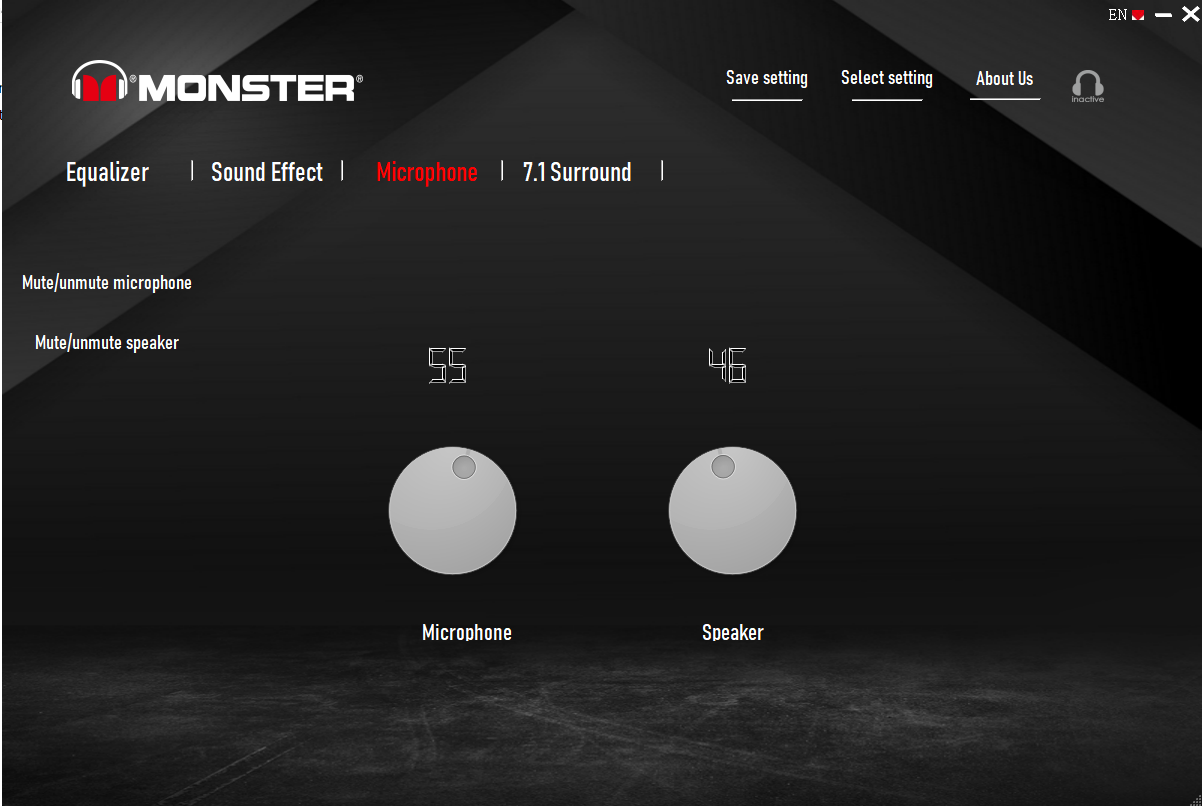 EN
MONSTER
Save setting
Select setting
About Us
inactive
Equalizer
Sound Effect
Microphone
7.1 Surround
Mute/unmute microphone
Mute/unmute speaker
55
46
Microphone
Speaker